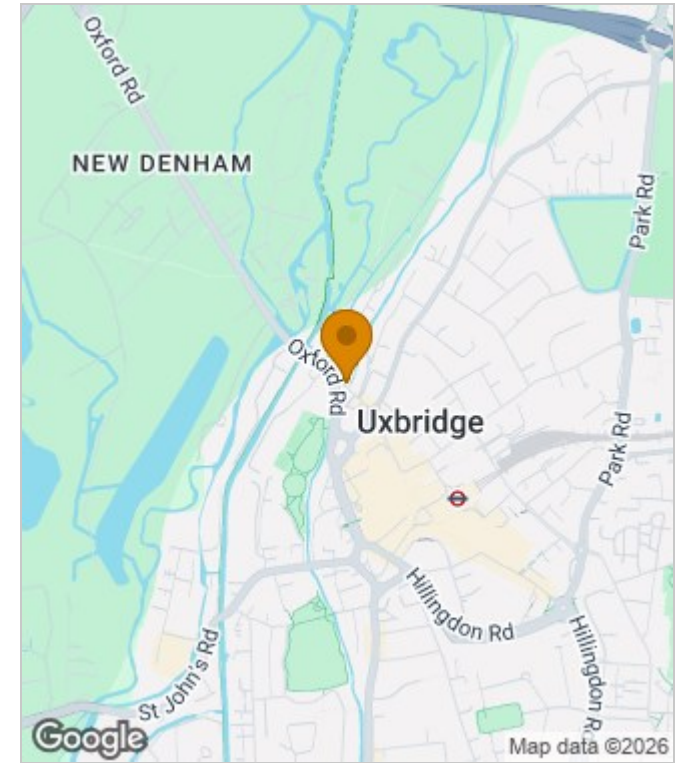 Oxford Rd
NEW DENHAM
Park Rd
Oxford Rd
Uxbridge
Park Rd
Hillingdon Rd
Hillingdon R
St John's Rd
Google
Map data ©2026